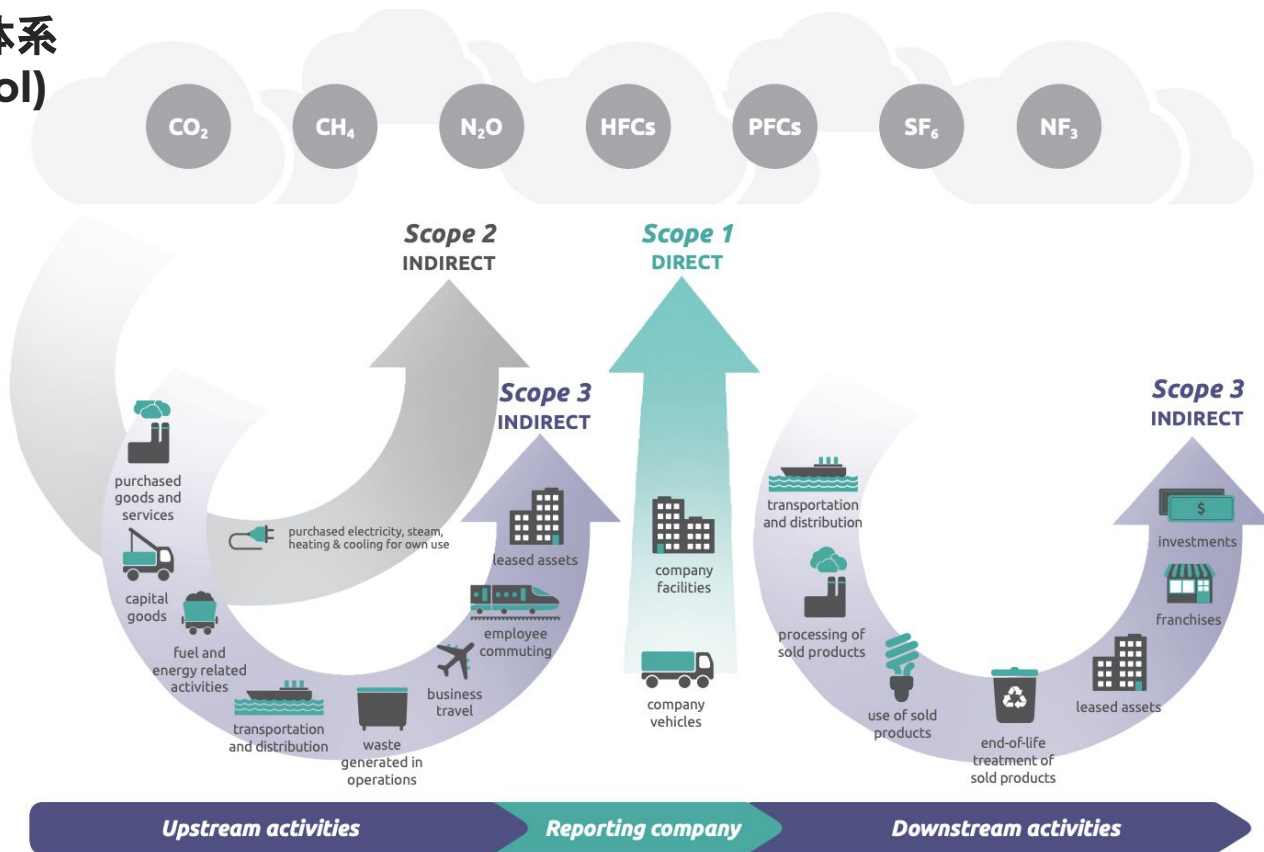 体系
ol)
CO₂
CH₄
N₂O
HFCs
PFCs
SF₆
NF₃
Scope 2
INDIRECT
Scope 1
DIRECT
Scope 3
INDIRECT
Scope 3
INDIRECT
purchased
goods and
services
capital
goods
fuel and
energy related
activities
purchased electricity, steam,
heating & cooling for own use
transportation
and distribution
waste
generated in
operations
business
travel
employee
commuting
leased assets
company
facilities
company
vehicles
transportation
and distribution
processing of
sold products
use of sold
products
end-of-life
treatment of
sold products
leased assets
franchises
$
investments
Upstream activities
Reporting company
Downstream activities